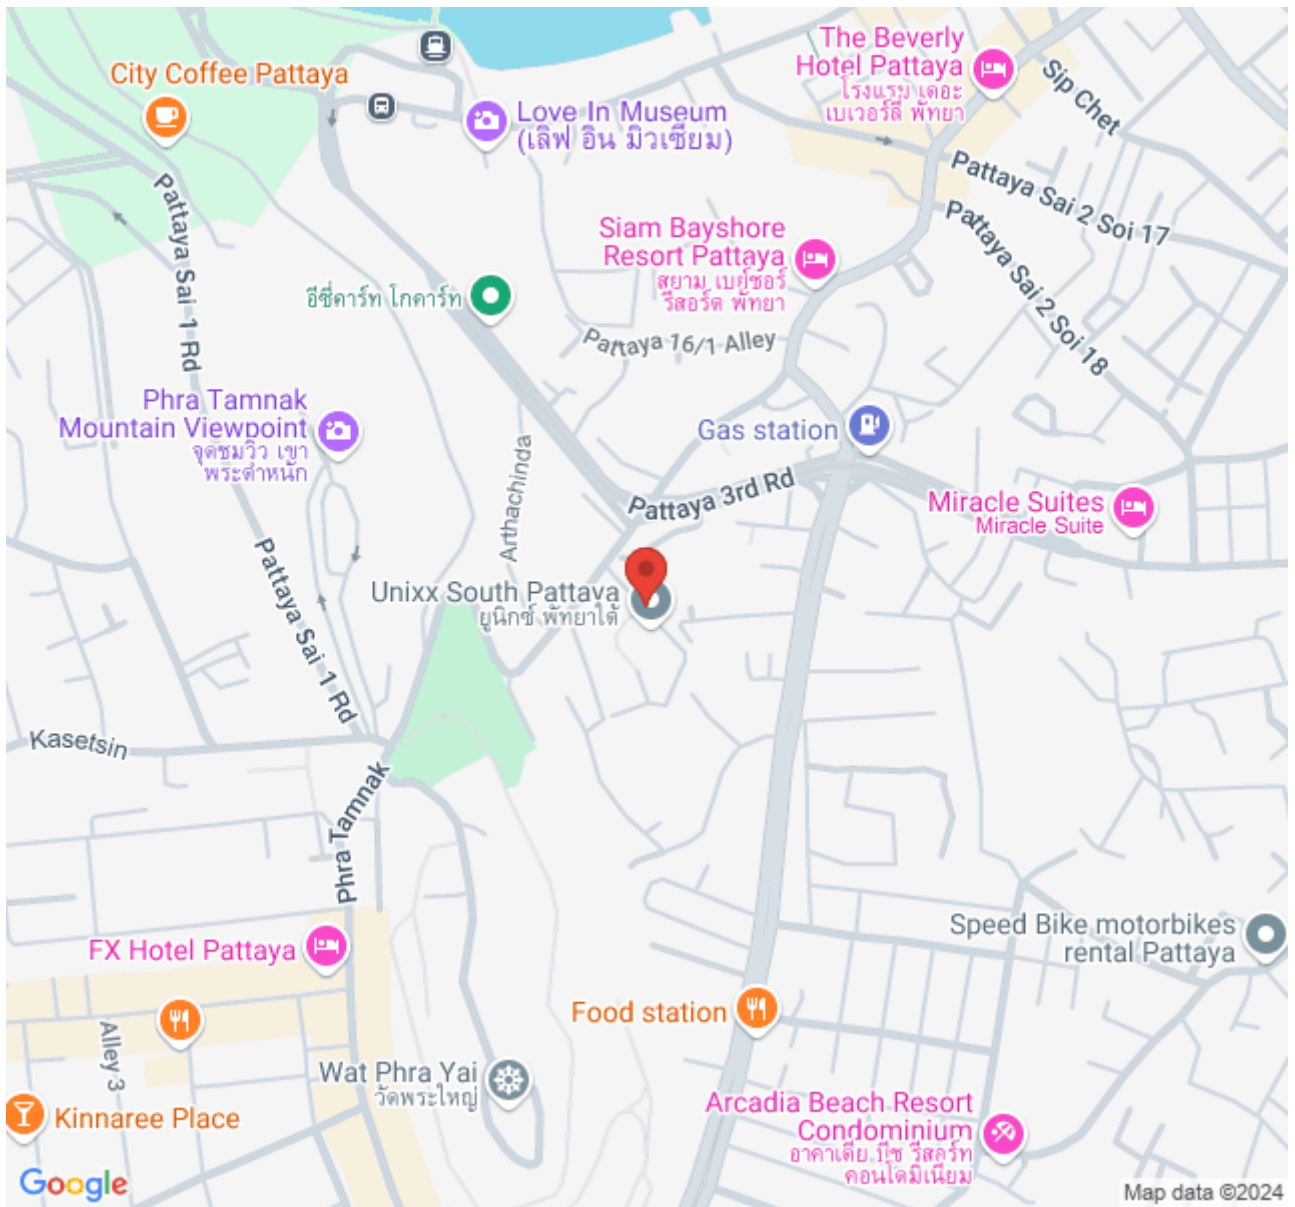 The Beverly
Hotel Pattaya
โรงแรม เดอะ
เบเวอร์ลี่ พัทยา
Sip Chet
City Coffee Pattaya
Love In Museum
(เลิฟ อิน มิวเซียม)
Pattaya Sai 2 Soi 17
Pattaya Sai 1 Rd
Siam Bayshore
Resort Pattaya
สยาม เบย์ชอร์
รีสอร์ต พัทยา
Pattaya Sai 2 Soi 18
อีซี่คาร์ท โกคาร์ท
Pattaya 16/1 Alley
Phra Tamnak
Mountain Viewpoint
จุดชมวิว เขา
พระตำหนัก
Gas station
Arthachinda
Pattaya 3rd Rd
Miracle Suites
Miracle Suite
Pattaya Sai 1 Rd
Unixx South Pattaya
ยูนิกซ์ พัทยาใต้
Kasetsin
Phra Tamnak
FX Hotel Pattaya
Speed Bike motorbikes
rental Pattaya
Food station
Alley 3
Wat Phra Yai
วัดพระใหญ่
Kinnaree Place
Arcadia Beach Resort
Condominium
อาคาเดีย บีช รีสอร์ท
คอนโดมิเนียม
Google
Map data ©2024